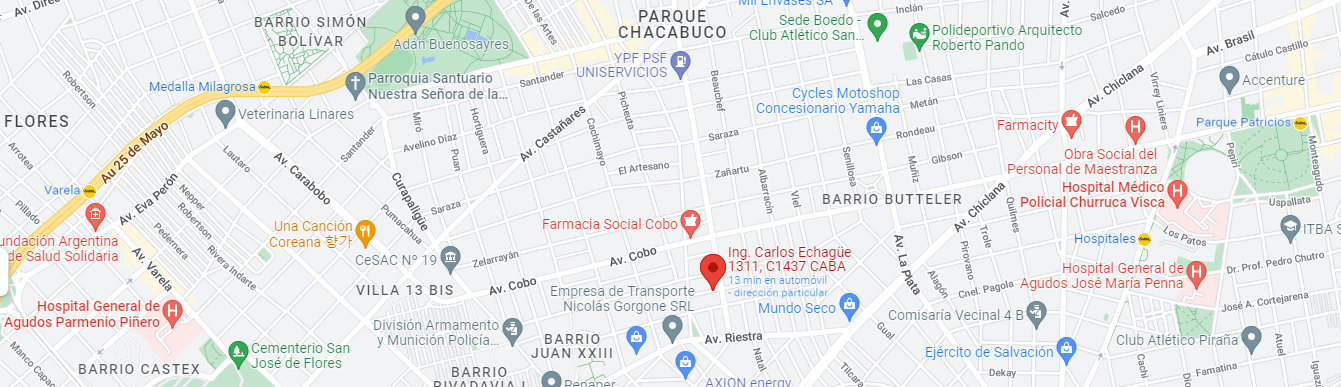 Av. Dire
Varela
BARRIO SIMÓN
BOLÍVAR
Adán Buenosayres
de las Artes
PARQUE
CHACABUCO
Mil Envases SA
Inclán
Sede Boedo -
Club Atlético San...
Polideportivo Arquitecto
Roberto Pando
Av.
Salcedo
Av. Brasil
Cátulo Castillo
YPF PSF
UNISERVICIOS
Santander
Beauchef
Las Casas
Av. Chiclana
Accenture
Robertson
Medalla Milagrosa
Parroquia Santuario
Nuestra Señora de la...
Cycles Motoshop
Concesionario Yamaha
Metán
Virrey Liniers
FLORES
Veterinaria Linares
Miró
Hortiguera
Av. Castañares
Picheuta
Saraza
Rondeau
Farmacity
Parque Patricios
Arrotea
Au 25 de Mayo
Lautaro
Santander
Avelino Diaz
Puan
Cachimayo
El Artesano
Zañartu
Senillosa
Muñiz
Gibson
Obra Social del
Personal de Maestranza
Pepirí
Monteagudo
Av. Carabobo
Curapaligüe
Albarracín
Viel
BARRIO BUTTELER
Hospital Médico
Policial Churruca Visca
Varela
Av. Eva Perón
Nepper
Pumacahua
Saraza
Av. Chiclana
Quilmes
Uspallata
Pillado
Pedernera
Una Canción
Coreana 향가
Farmacia Social Cobo
Trole
Los Patos
ITBA S
undación Argentina
de Salud Solidaria
Robertson
Rivera Indarte
CeSAC Nº 19
Zelarrayán
Av. Cobo
Av. La Plata
Pirovano
Hospitales
Av. Varela
Ing. Carlos Echagüe
1311, C1437 CABA
13 min en automóvil
- dirección particular
Alagón
Cnel. Pagola
Hospital General de
Agudos José María Penna
Dr. Prof. Pedro Chutro
VILLA 13 BIS
Av. Cobo
Empresa de Transporte
Nicolás Gorgone SRL
Mundo Seco
José A. Cortejarena
Hospital General de
Agudos Parmenio Piñero
División Armamento
y Munición Policía...
Comisaría Vecinal 4 B
BARRIO
JUAN XXIII
Av. Riestra
Gual
Club Atlético Piraña
Manco Capac
Cementerio San
José de Flores
Natal
Tilcara
Ejército de Salvación
Cachi
Atuel
BARRIO CASTEX
BARRIO
RIVADAVIA I
Renaper
AXION energy
Dekay
Famatina